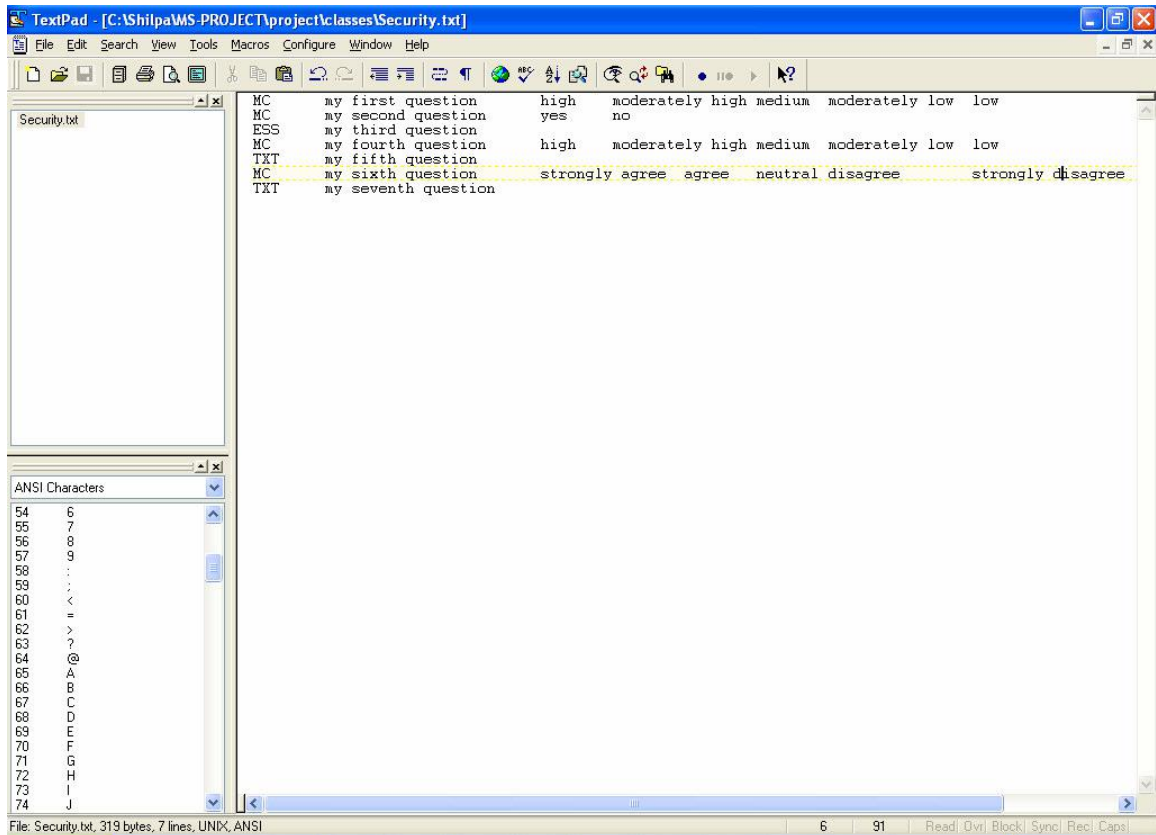 TextPad - [C:\Shilpa\MS-PROJECT\project\classes\Security.txt]
File Edit Search View Tools Macros Configure Window Help
Security.txt
MC my first question high moderately high medium moderately low low
MC my second question yes no
ESS my third question
MC my fourth question high moderately high medium moderately low low
TXT my fifth question
MC my sixth question strongly agree agree neutral disagree strongly disagree
TXT my seventh question
ANSI Characters
54 6
55 7
56 8
57 9
58 :
59 ;
60 <
61 =
62 >
63 ?
64 @
65 A
66 B
67 C
68 D
69 E
70 F
71 G
72 H
73 I
74 J
File: Security.txt, 319 bytes, 7 lines, UNIX, ANSI 6 91 Read Ovr Block Sync Rec Caps